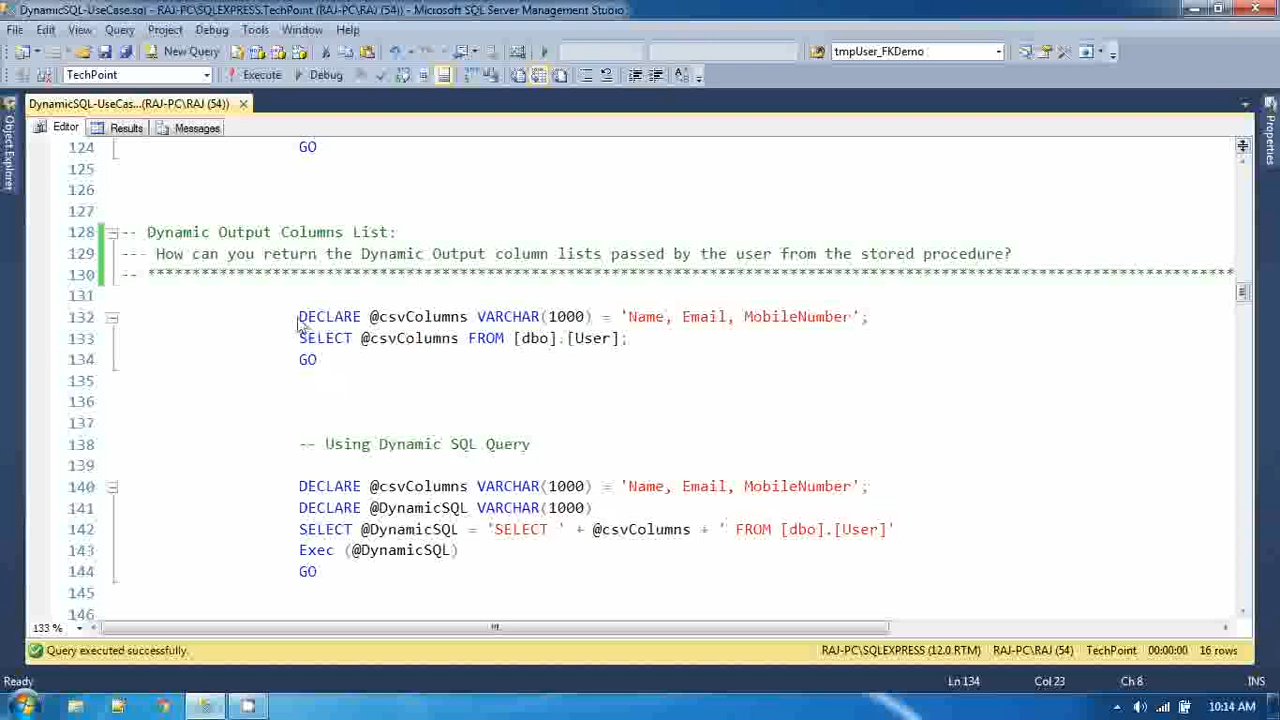 DynamicSQL-UseCase.sql - RAJ-PC\SQLEXPRESS.TechPoint (RAJ-PC\RAJ (54)) - Microsoft SQL Server Management Studio
File Edit View Query Project Debug Tools Window Help
New Query tmpUser_FKDemo
TechPoint Execute Debug
DynamicSQL-UseCas...(RAJ-PC\RAJ (54))
Object Explorer
Properties
Editor Results Messages
124 GO
125
126
127
128 -- Dynamic Output Columns List:
129 --- How can you return the Dynamic Output column lists passed by the user from the stored procedure?
130 -- **************************************************************************************************************************
131
132 DECLARE @csvColumns VARCHAR(1000) = 'Name, Email, MobileNumber';
133 SELECT @csvColumns FROM [dbo].[User];
134 GO
135
136
137
138 -- Using Dynamic SQL Query
139
140 DECLARE @csvColumns VARCHAR(1000) = 'Name, Email, MobileNumber';
141 DECLARE @DynamicSQL VARCHAR(1000)
142 SELECT @DynamicSQL = 'SELECT ' + @csvColumns + ' FROM [dbo].[User]'
143 Exec (@DynamicSQL)
144 GO
145
146
133 %
Query executed successfully. RAJ-PC\SQLEXPRESS (12.0 RTM) RAJ-PC\RAJ (54) TechPoint 00:00:00 16 rows
Ready Ln 134 Col 23 Ch 8 INS
10:14 AM